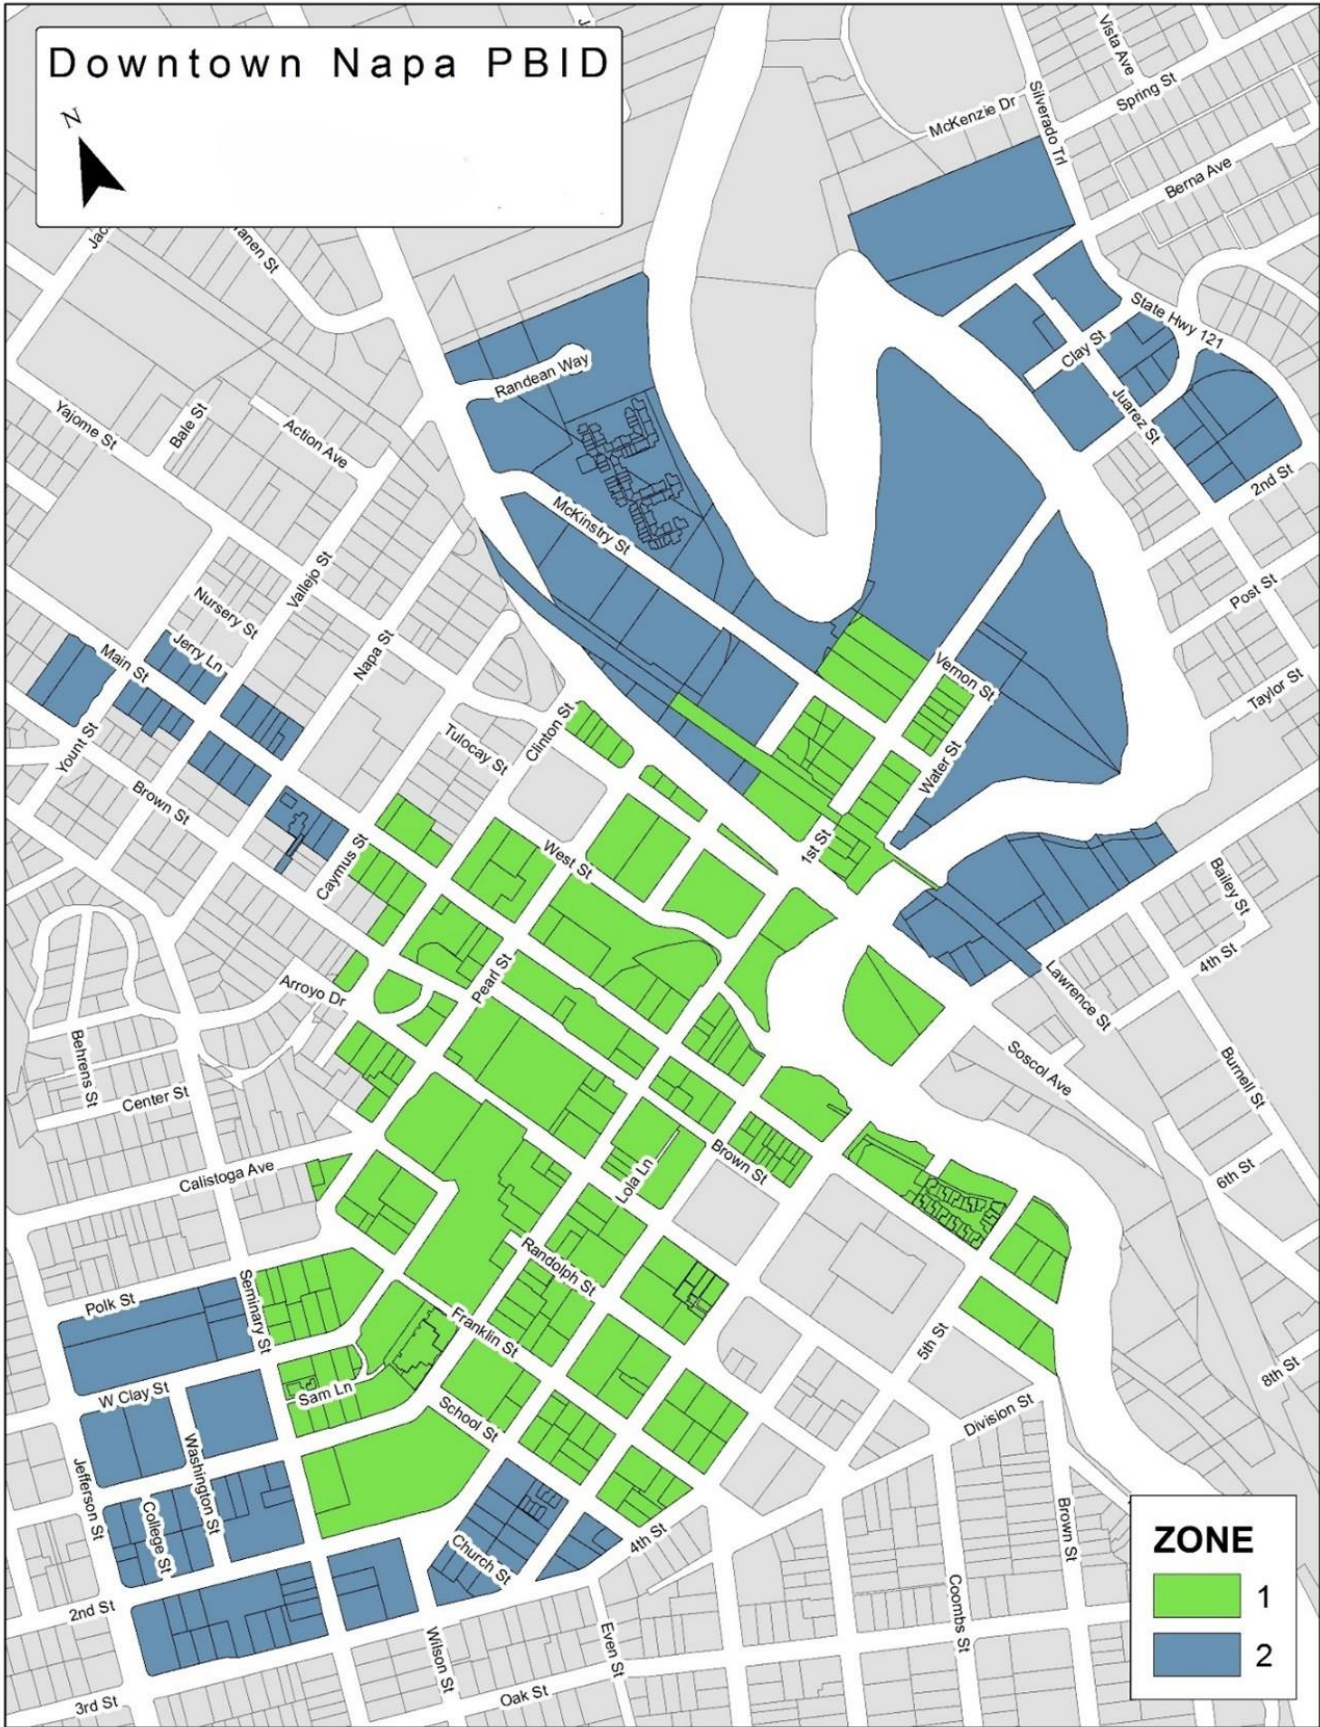 Downtown Napa PBID
N
McKenzie Dr
Silverado Trl
Vista Ave
Spring St
Berna Ave
State Hwy 121
Clay St
Juarez St
2nd St
Randean Way
Yajome St
Bale St
Action Ave
McKinstry St
Post St
Nursery St
Vallejo St
Main St
Jerry Ln
Napa St
Vernon St
Taylor St
Yount St
Tulocay St
Clinton St
Water St
Brown St
West St
1st St
Caymus St
Bailey St
4th St
Arroyo Dr
Pearl St
Lawrence St
Behrens St
Center St
Soscol Ave
Burnell St
Calistoga Ave
Lola Ln
Brown St
6th St
Randolph St
Polk St
Seminary St
Franklin St
5th St
8th St
W Clay St
Sam Ln
School St
Division St
Jefferson St
Washington St
College St
Church St
4th St
Brown St
2nd St
Coombs St
Wilson St
Even St
3rd St
Oak St
ZONE
1
2